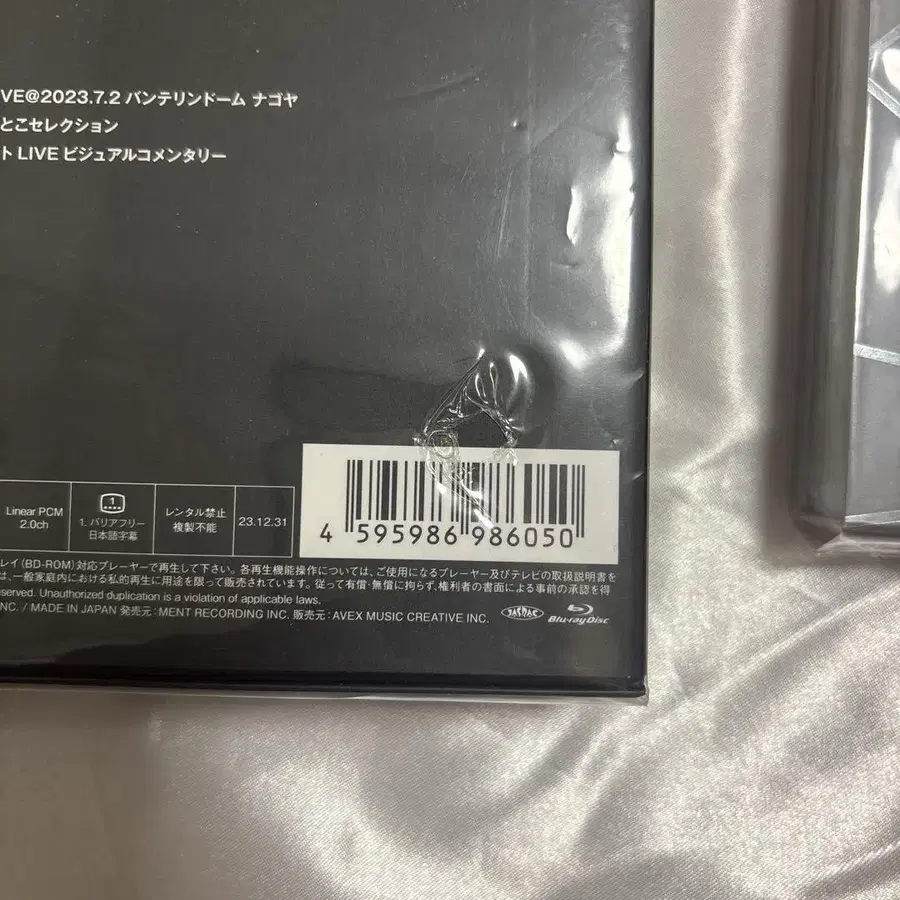 VE@2023.7.2 バンテリンドーム ナゴヤ
とこセレクション
ト LIVE ビジュアルコメンタリー
Linear PCM
2.0ch
1
1. バリアフリー
日本語字幕
レンタル禁止
複製不能
23.12.31
4 595986 986050
レイ(BD-ROM)対応プレーヤーで再生して下さい。各再生機能操作については、ご使用になるプレーヤー及びテレビの取扱説明書を
は、一般家庭内における私的再生に用途を限って販売されています。従って有償・無償に拘らず、権利者の書面による事前の承認を得
served. Unauthorized duplication is a violation of applicable laws.
NC. / MADE IN JAPAN 発売元:MENT RECORDING INC. 販売元:AVEX MUSIC CREATIVE INC.
JASRAC
Blu-ray Disc